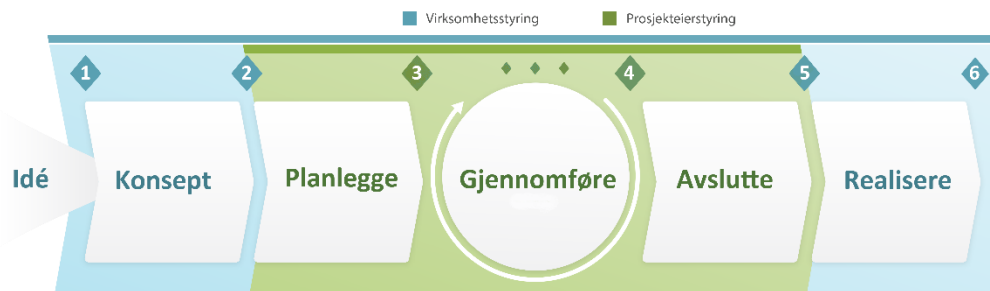 Virksomhetsstyring
Prosjekteierstyring
1
2
3
4
5
6
Idé
Konsept
Planlegge
Gjennomføre
Avslutte
Realisere